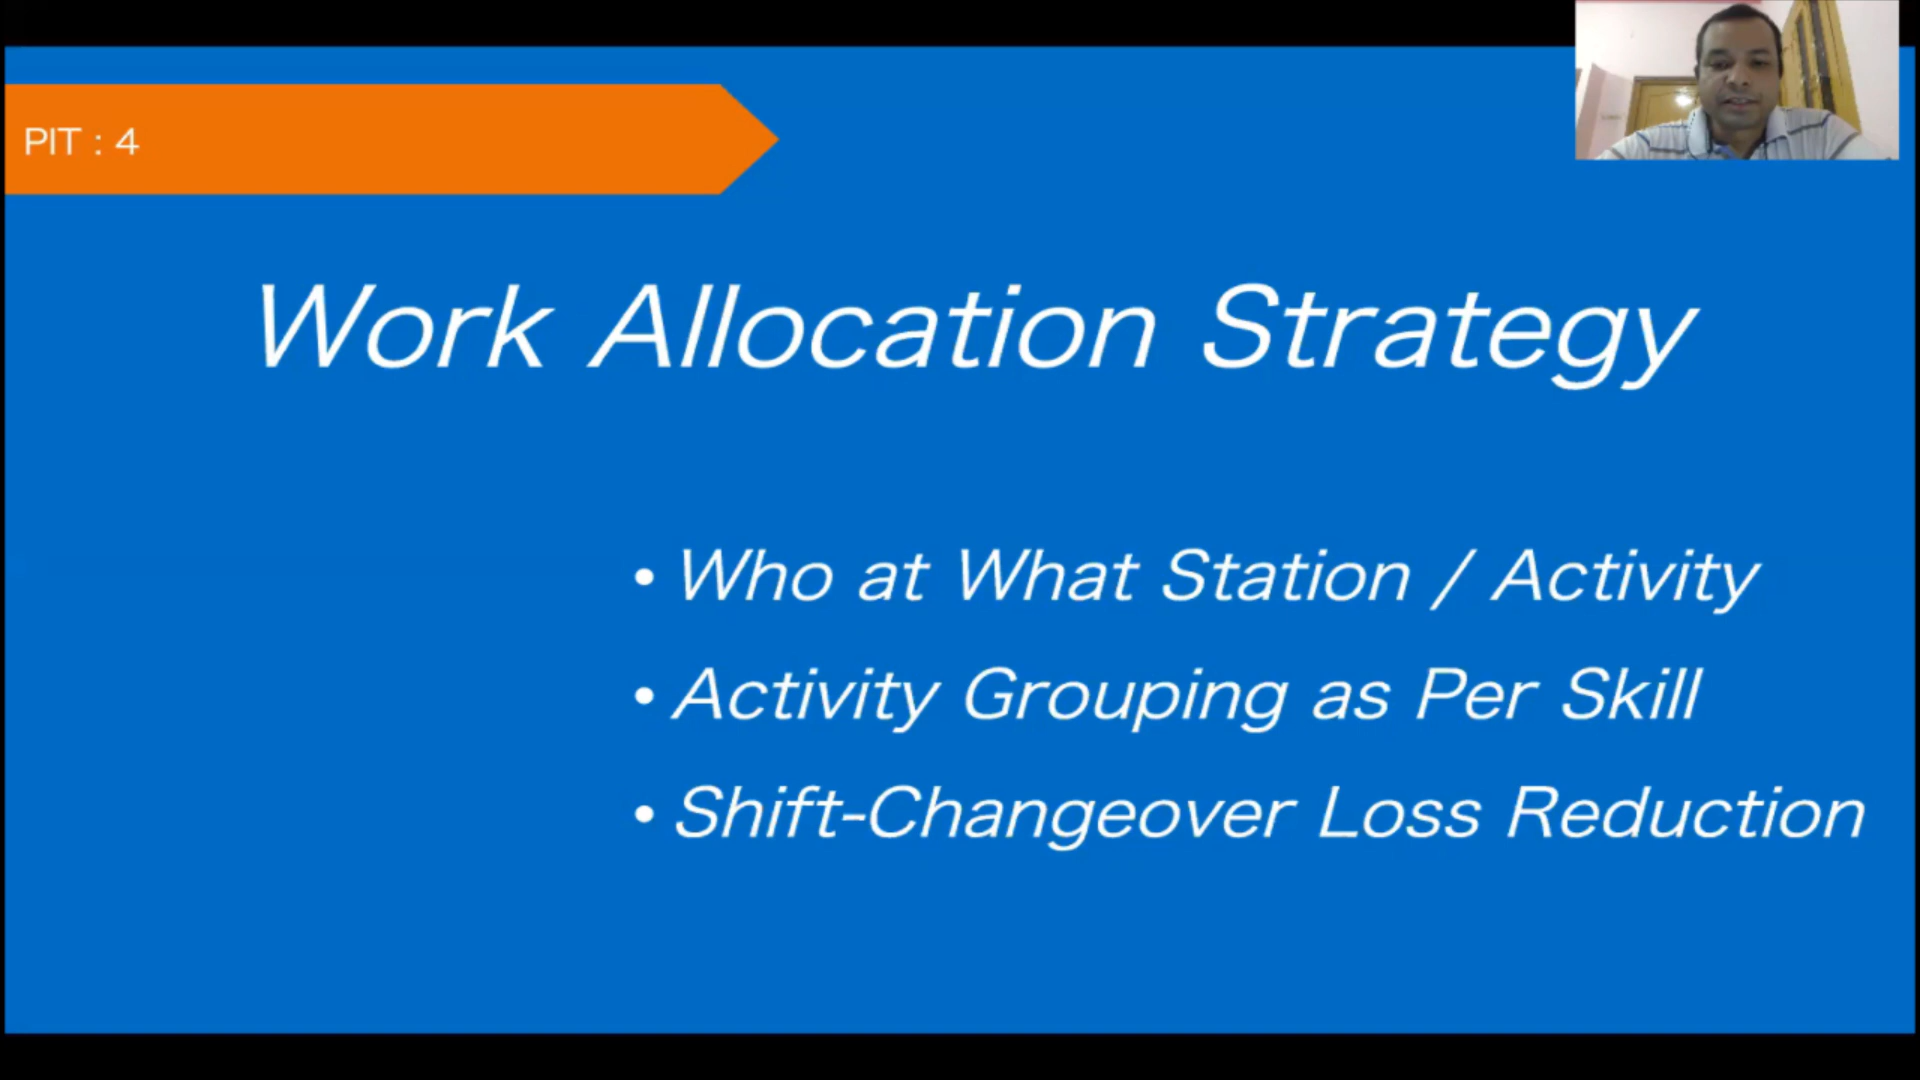 PIT : 4
Work Allocation Strategy
• Who at What Station / Activity
• Activity Grouping as Per Skill
• Shift-Changeover Loss Reduction